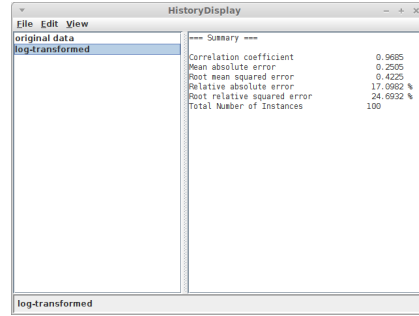 HistoryDisplay
File Edit View
original data
log-transformed
=== Summary ===
Correlation coefficient 0.9685
Mean absolute error 0.2505
Root mean squared error 0.4225
Relative absolute error 17.0982 %
Root relative squared error 24.6932 %
Total Number of Instances 100
log-transformed